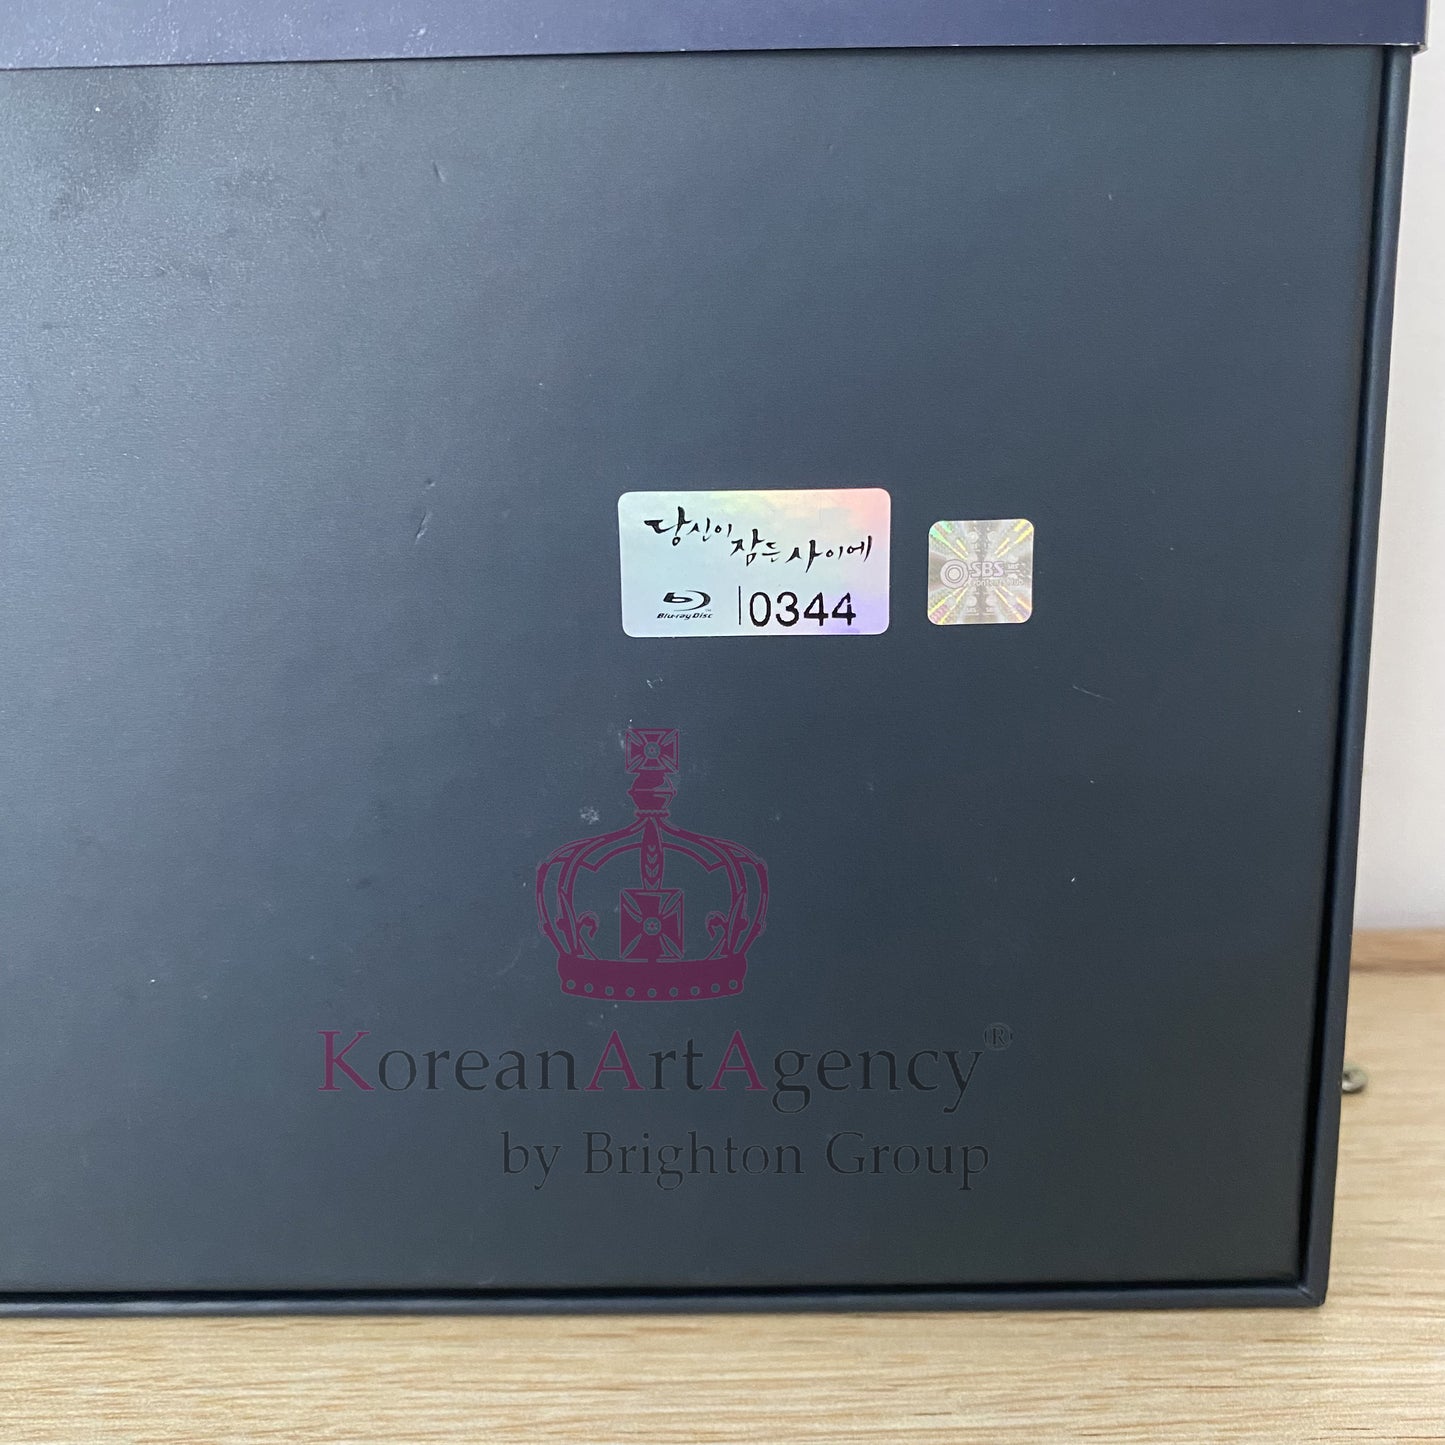 당신이
잠든 사이에
Blu-ray Disc
0344
SBS
KoreanArtAgency®
by Brighton Group